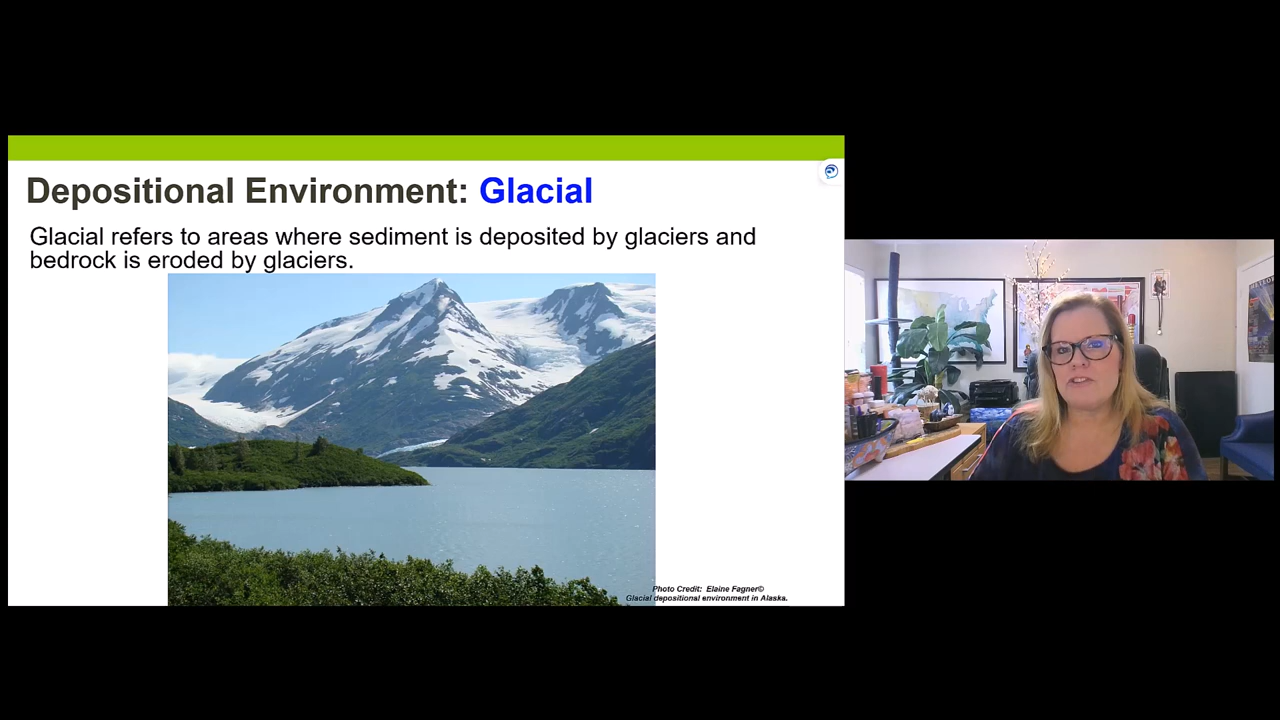 Depositional Environment: Glacial
Glacial refers to areas where sediment is deposited by glaciers and
bedrock is eroded by glaciers.
Photo Credit:  Elaine Fagner©
Glacial depositional environment in Alaska.